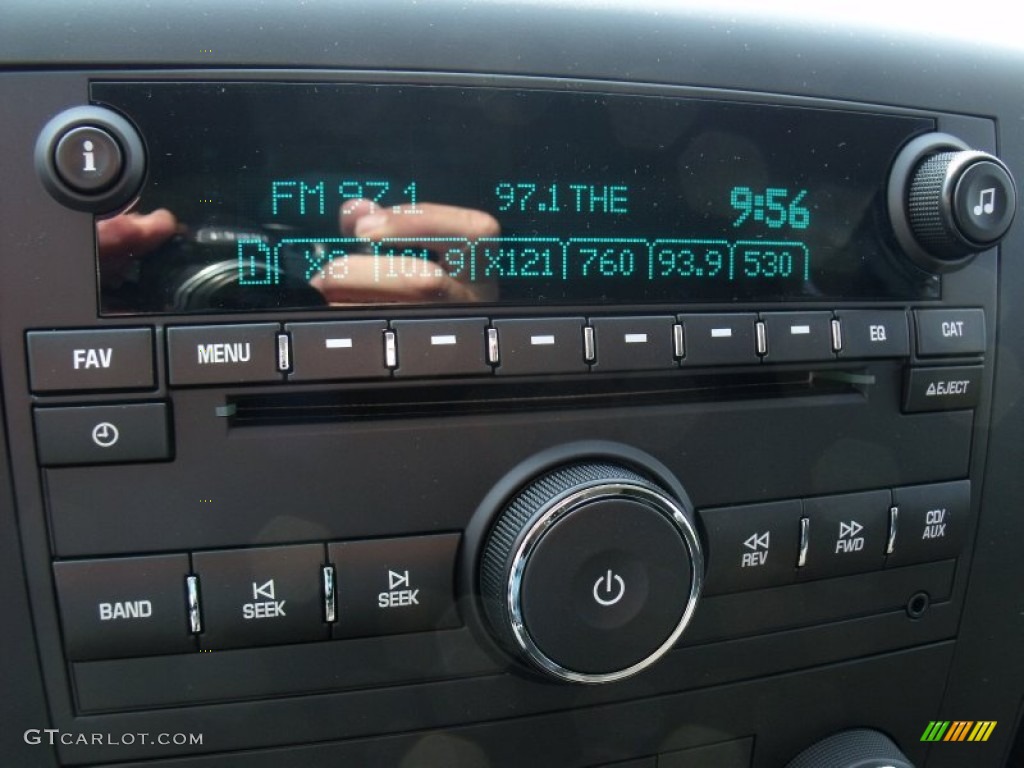 i
FM 97.1 97.1 THE 9:56
X8 101.9 X121 760 93.9 530
FAV MENU EQ CAT
EJECT
BAND SEEK SEEK REV FWD CD/
AUX
GTCARLOT.COM